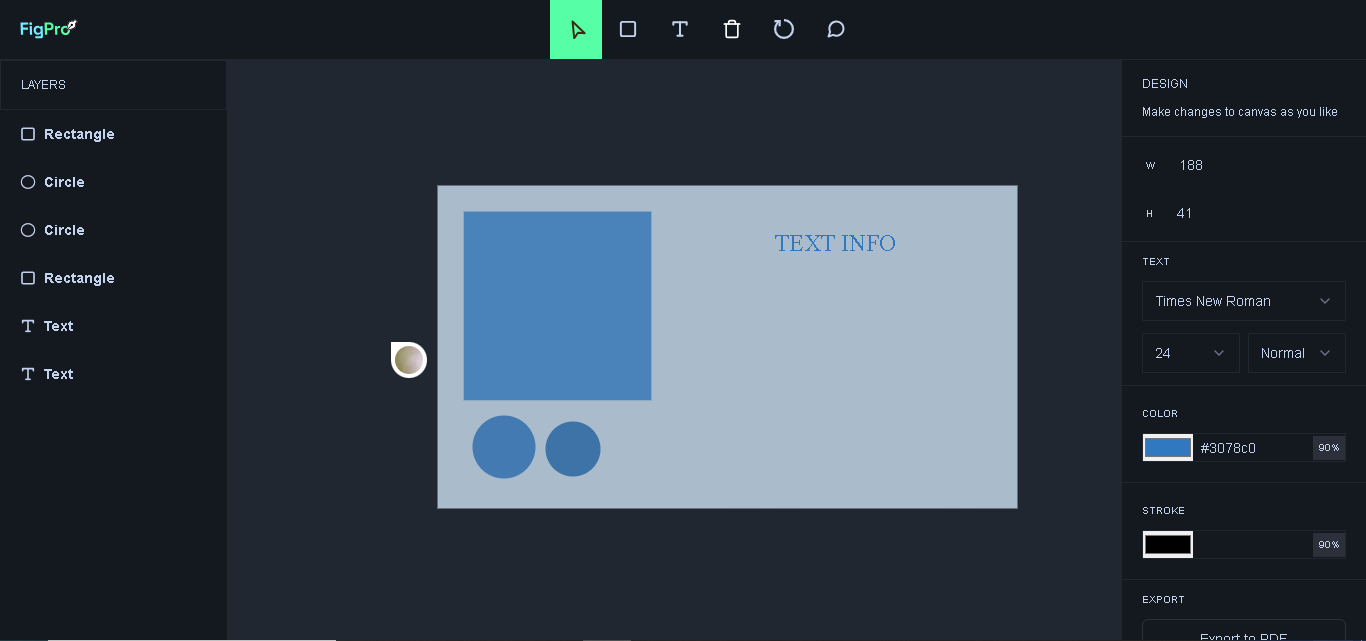 FigPro
LAYERS
Rectangle
Circle
Circle
Rectangle
Text
Text
TEXT INFO
DESIGN
Make changes to canvas as you like
W 188
H 41
TEXT
Times New Roman
24 Normal
COLOR
#3078c0 90%
STROKE
90%
EXPORT
Export to PDF